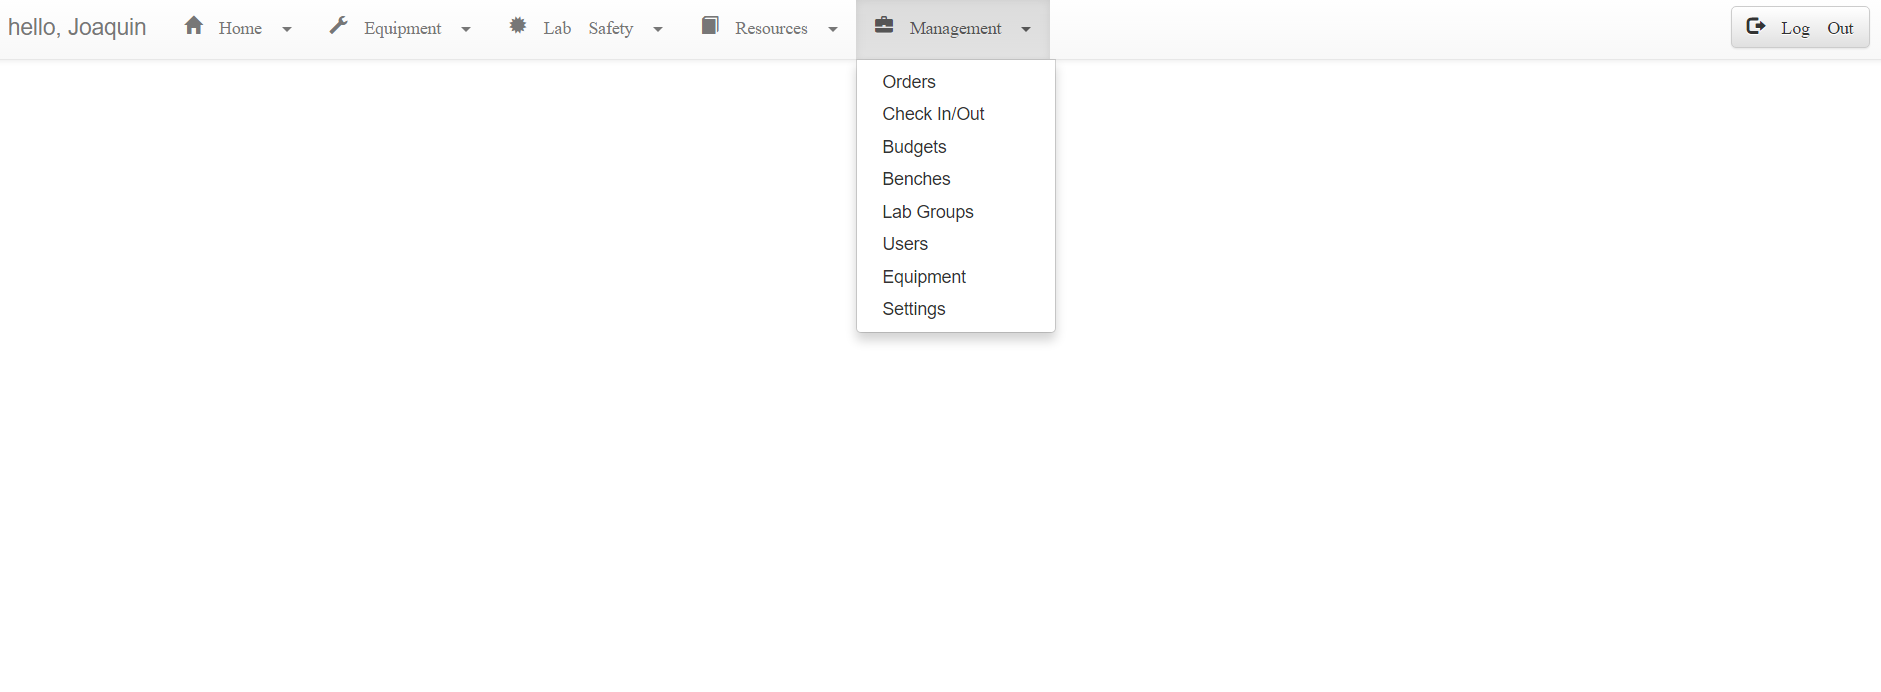 hello, Joaquin Home Equipment Lab Safety Resources Management Log Out
Orders
Check In/Out
Budgets
Benches
Lab Groups
Users
Equipment
Settings